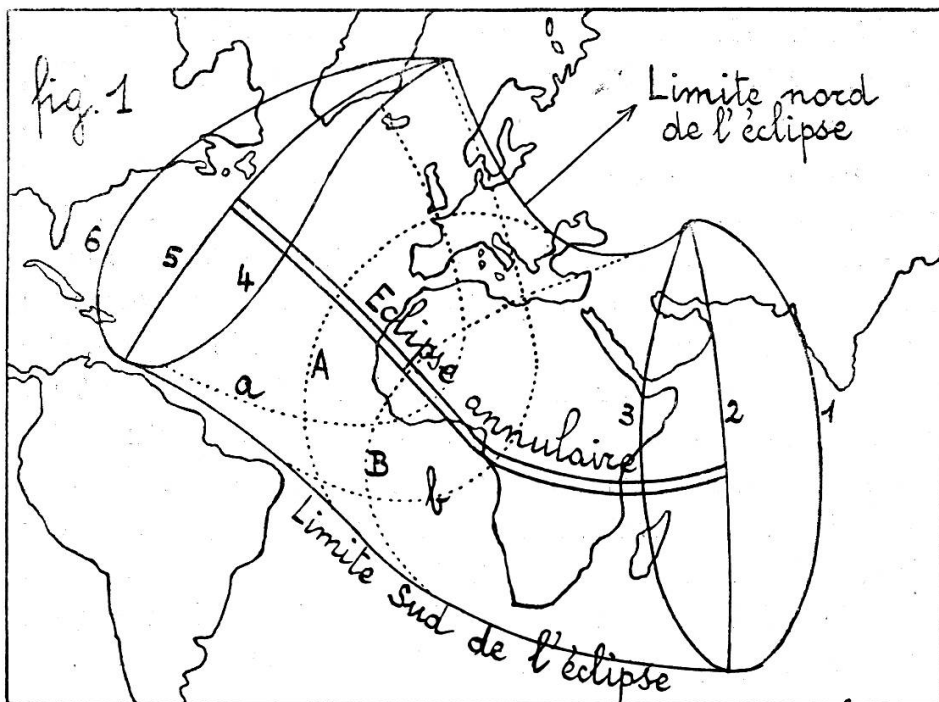 fig. 1
Limite nord
de l'éclipse
6
5
4
Eclipse
annulaire
A
a
B
b
3
2
1
Limite Sud de l'éclipse